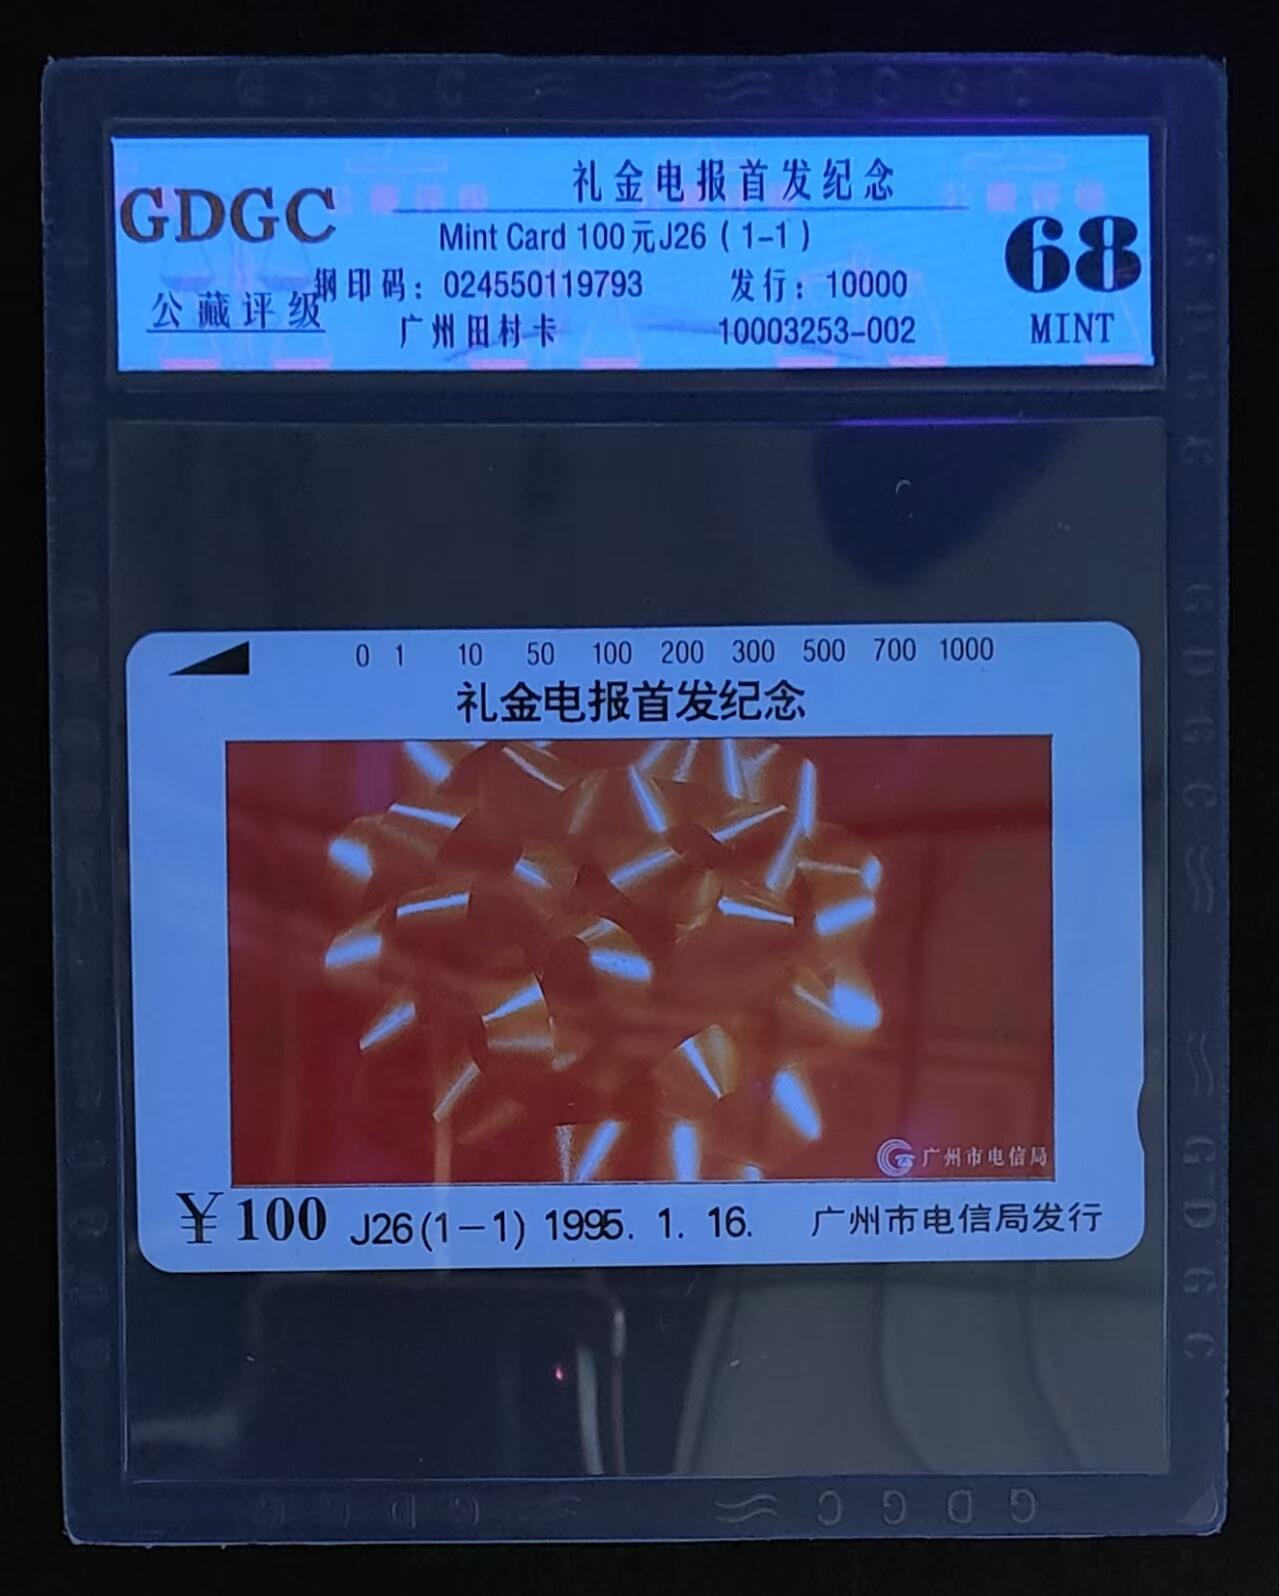 GDGC
公藏评级
礼金电报首发纪念
Mint Card 100元J26（1-1）
钢印码：024550119793 发行：10000
广州田村卡 10003253-002
68
MINT
0 1 10 50 100 200 300 500 700 1000
礼金电报首发纪念
广州市电信局
￥100 J26(1－1) 1995. 1. 16. 广州市电信局发行
GDGC